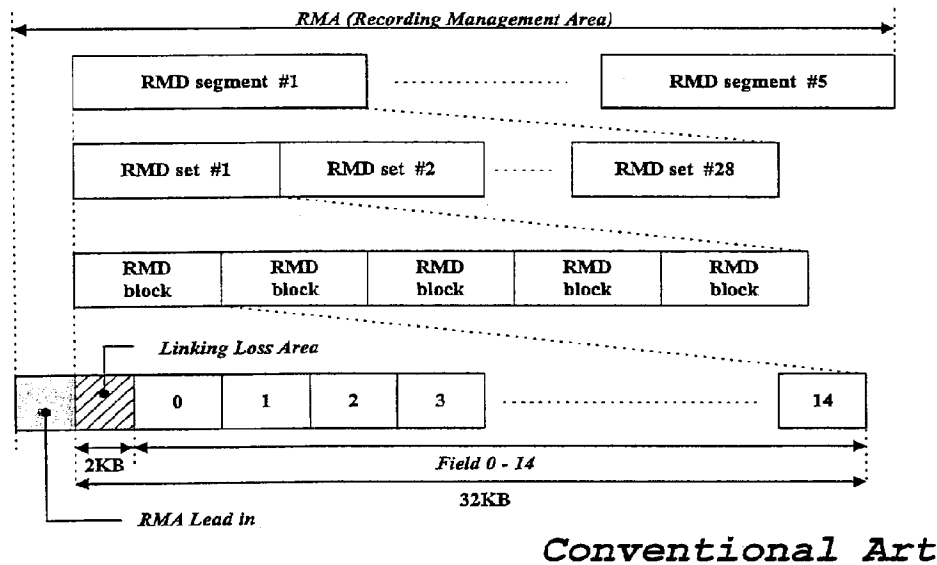 RMA (Recording Management Area)
RMD segment #1
RMD segment #5
RMD set #1
RMD set #2
RMD set #28
RMD block
RMD block
RMD block
RMD block
RMD block
Linking Loss Area
0
1
2
3
14
2KB
Field 0 - 14
32KB
RMA Lead in
Conventional Art